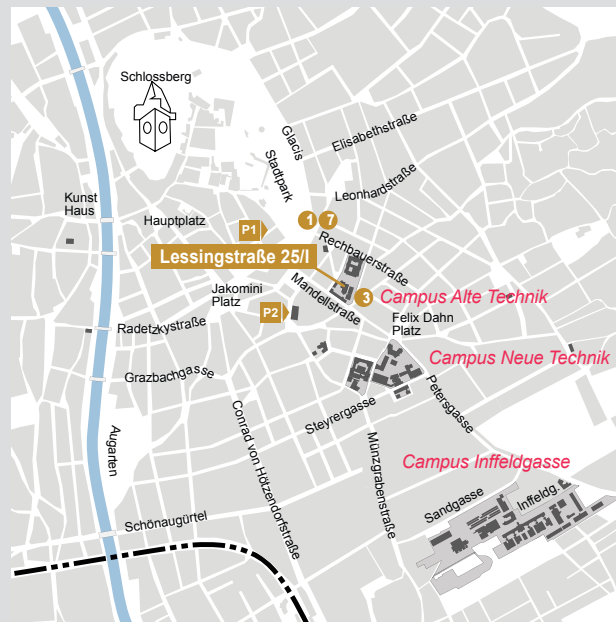 Schlossberg
Glacis
Stadtpark
Elisabethstraße
Leonhardstraße
Kunst
Haus
Hauptplatz
P1
1
7
Rechbauerstraße
Lessingstraße 25/I
Jakomini
Platz
Mandellstraße
3
Campus Alte Technik
P2
Felix Dahn
Platz
Radetzkystraße
Campus Neue Technik
Grazbachgasse
Petersgasse
Steyrergasse
Conrad von Hötzendorfstraße
Münzgrabenstraße
Augarten
Campus Inffeldgasse
Sandgasse
Inffeldg.
Schönaugürtel